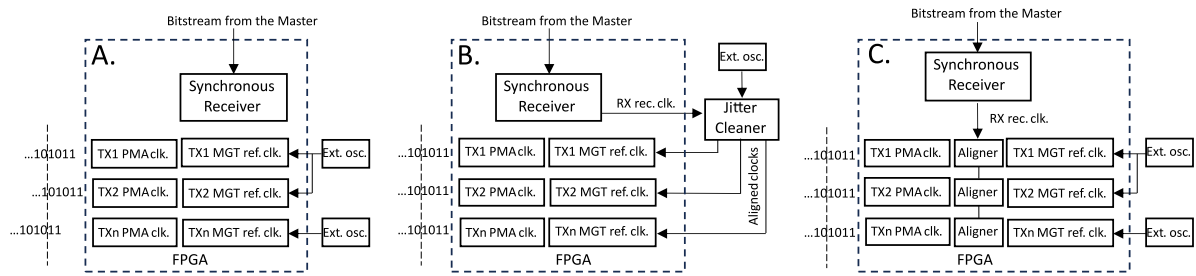 Bitstream from the Master
A.
Synchronous
Receiver
...101011
TX1 PMA clk.
TX1 MGT ref. clk.
Ext. osc.
...101011
TX2 PMA clk.
TX2 MGT ref. clk.
...101011
TXn PMA clk.
TXn MGT ref. clk.
Ext. osc.
FPGA
Bitstream from the Master
B.
Ext. osc.
Synchronous
Receiver
RX rec. clk.
Jitter
Cleaner
...101011
TX1 PMA clk.
TX1 MGT ref. clk.
...101011
TX2 PMA clk.
TX2 MGT ref. clk.
Aligned clocks
...101011
TXn PMA clk.
TXn MGT ref. clk.
FPGA
Bitstream from the Master
C.
Synchronous
Receiver
RX rec. clk.
...101011
TX1 PMA clk.
Aligner
TX1 MGT ref. clk.
Ext. osc.
...101011
TX2 PMA clk.
Aligner
TX2 MGT ref. clk.
...101011
TXn PMA clk.
Aligner
TXn MGT ref. clk.
Ext. osc.
FPGA